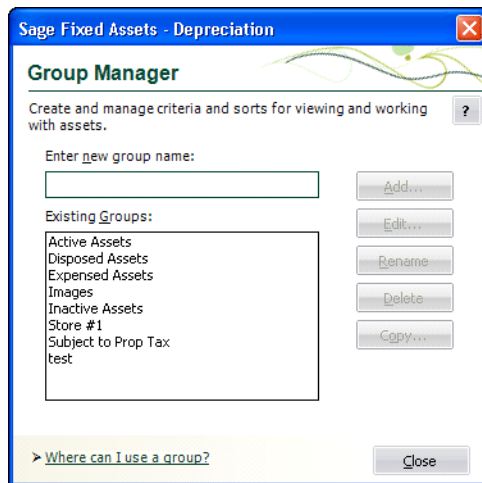 Sage Fixed Assets - Depreciation
Group Manager
Create and manage criteria and sorts for viewing and working
with assets.
?
Enter new group name:
Add...
Existing Groups:
Edit...
Active Assets
Disposed Assets
Expensed Assets
Images
Inactive Assets
Store #1
Subject to Prop Tax
test
Rename
Delete
Copy...
Where can I use a group?
Close